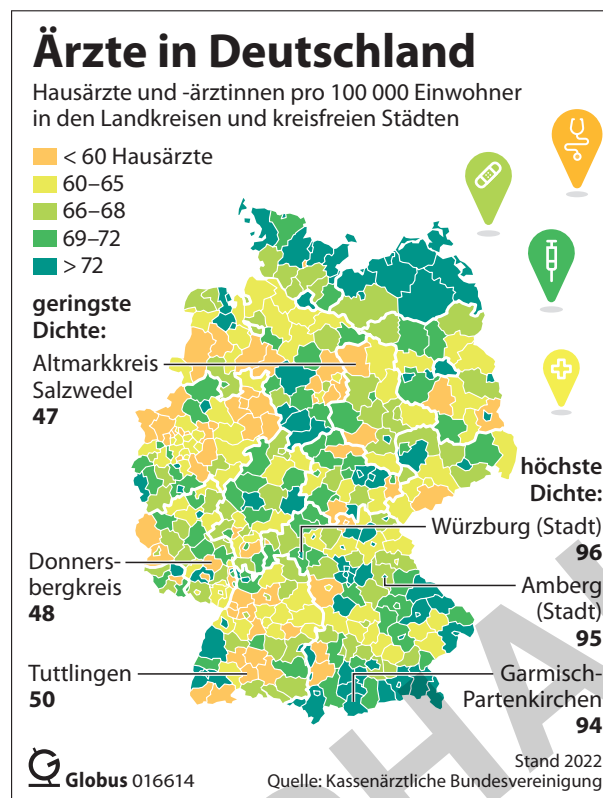 Ärzte in Deutschland
Hausärzte und -ärztinnen pro 100 000 Einwohner
in den Landkreisen und kreisfreien Städten
< 60 Hausärzte
60–65
66–68
69–72
> 72
geringste
Dichte:
Altmarkkreis
Salzwedel
47
Donners-
bergkreis
48
Tuttlingen
50
höchste
Dichte:
Würzburg (Stadt)
96
Amberg
(Stadt)
95
Garmisch-
Partenkirchen
94
Globus 016614
Stand 2022
Quelle: Kassenärztliche Bundesvereinigung